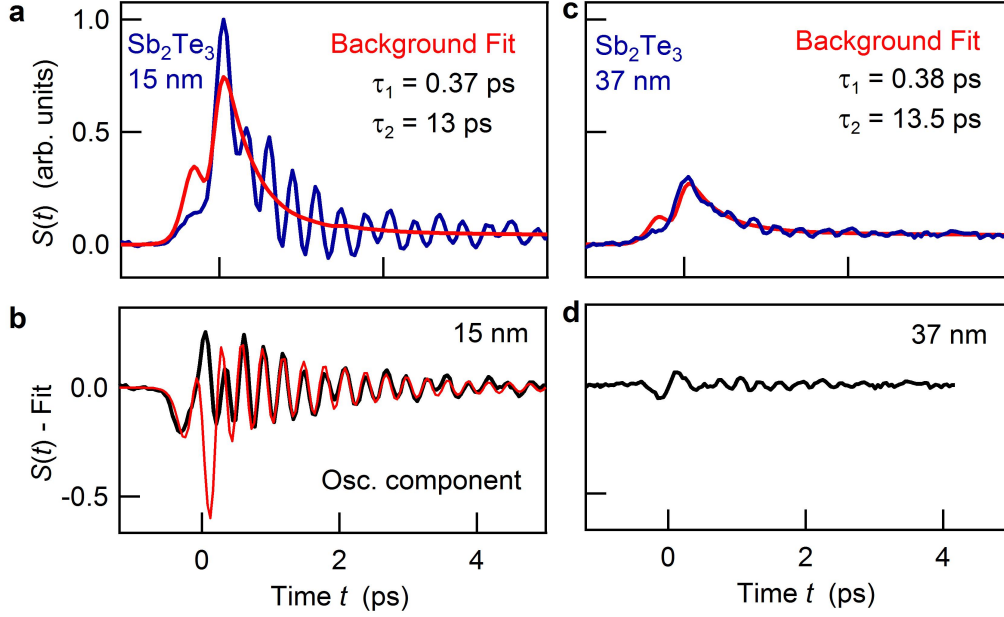 a
1.0
0.5
0.0
S(t) (arb. units)
Sb₂Te₃
15 nm
Background Fit
τ₁ = 0.37 ps
τ₂ = 13 ps
c
Sb₂Te₃
37 nm
Background Fit
τ₁ = 0.38 ps
τ₂ = 13.5 ps
b
0.0
-0.5
S(t) - Fit
15 nm
Osc. component
0
2
4
Time t (ps)
d
37 nm
0
2
4
Time t (ps)